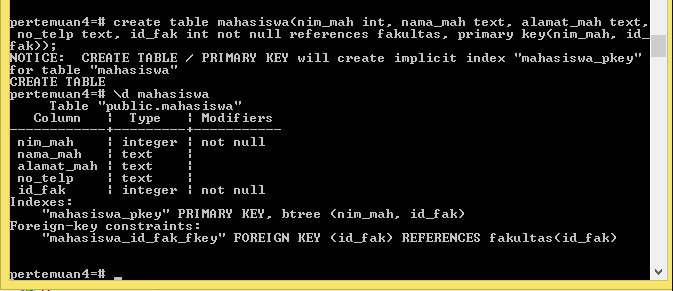 pertemuan4=# create table mahasiswa(nim_mah int, nama_mah text, alamat_mah text,
 no_telp text, id_fak int not null references fakultas, primary key(nim_mah, id_
fak));
NOTICE:  CREATE TABLE / PRIMARY KEY will create implicit index "mahasiswa_pkey"
for table "mahasiswa"
CREATE TABLE
pertemuan4=# \d mahasiswa
     Table "public.mahasiswa"
   Column   |  Type   | Modifiers
------------+---------+-----------
 nim_mah    | integer | not null
 nama_mah   | text    |
 alamat_mah | text    |
 no_telp    | text    |
 id_fak     | integer | not null
Indexes:
    "mahasiswa_pkey" PRIMARY KEY, btree (nim_mah, id_fak)
Foreign-key constraints:
    "mahasiswa_id_fak_fkey" FOREIGN KEY (id_fak) REFERENCES fakultas(id_fak)
pertemuan4=# _